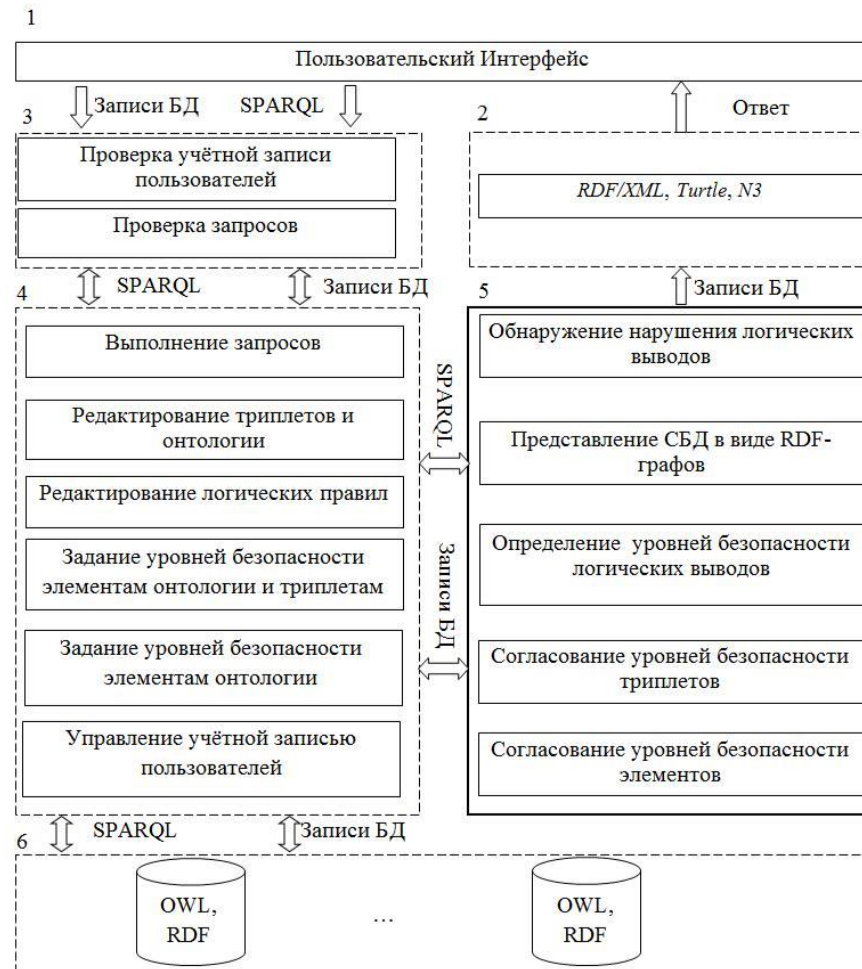 1
Пользовательский Интерфейс
Записи БД
SPARQL
Ответ
3
Проверка учётной записи
пользователей
Проверка запросов
2
RDF/XML, Turtle, N3
SPARQL
Записи БД
Записи БД
4
Выполнение запросов
Редактирование триплетов и
онтологии
Редактирование логических правил
Задание уровней безопасности
элементам онтологии и триплетам
Задание уровней безопасности
элементам онтологии
Управление учётной записью
пользователей
SPARQL
Записи БД
5
Обнаружение нарушения логических
выводов
Представление СБД в виде RDF-
графов
Определение уровней безопасности
логических выводов
Согласование уровней безопасности
триплетов
Согласование уровней безопасности
элементов
SPARQL
Записи БД
6
OWL,
RDF
...
OWL,
RDF